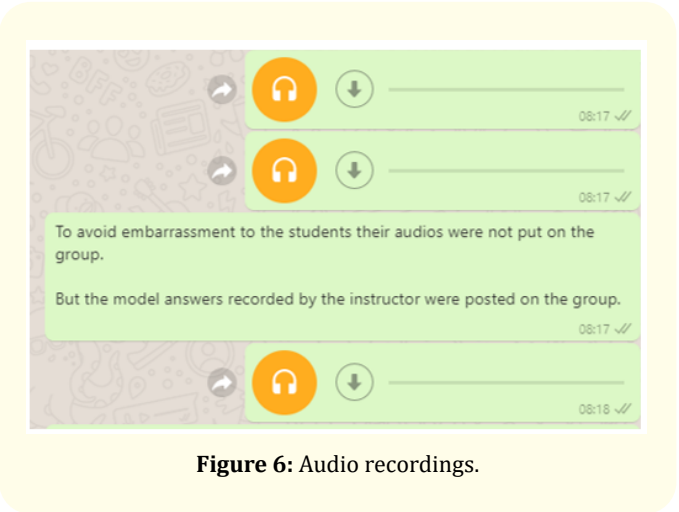 08:17
08:17
To avoid embarrassment to the students their audios were not put on the
group.
But the model answers recorded by the instructor were posted on the group.
08:17
08:18
Figure 6: Audio recordings.